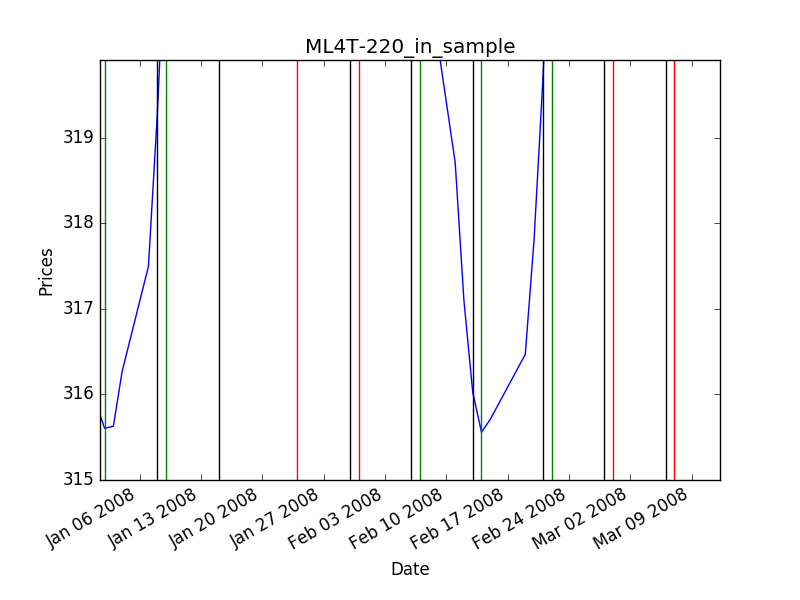 ML4T-220_in_sample
319
318
317
316
315
Prices
Jan 06 2008
Jan 13 2008
Jan 20 2008
Jan 27 2008
Feb 03 2008
Feb 10 2008
Feb 17 2008
Feb 24 2008
Mar 02 2008
Mar 09 2008
Date